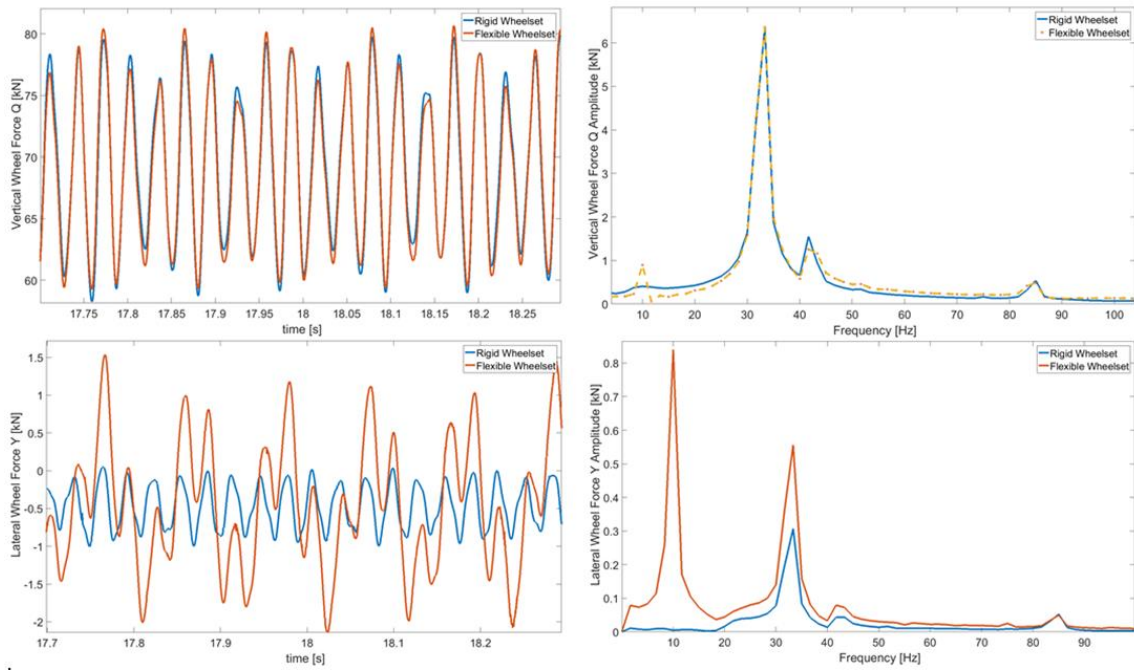 Vertical Wheel Force Q [kN]
80
75
70
65
60
Rigid Wheelset
Flexible Wheelset
17.75 17.8 17.85 17.9 17.95 18 18.05 18.1 18.15 18.2 18.25
time [s]
Vertical Wheel Force Q Amplitude [kN]
6
5
4
3
2
1
0
Rigid Wheelset
Flexible Wheelset
10 20 30 40 50 60 70 80 90 100
Frequency [Hz]
Lateral Wheel Force Y [kN]
1.5
1
0.5
0
-0.5
-1
-1.5
-2
Rigid Wheelset
Flexible Wheelset
17.7 17.8 17.9 18 18.1 18.2
time [s]
Lateral Wheel Force Y Amplitude [kN]
0.8
0.7
0.6
0.5
0.4
0.3
0.2
0.1
0
Rigid Wheelset
Flexible Wheelset
10 20 30 40 50 60 70 80 90
Frequency [Hz]
.